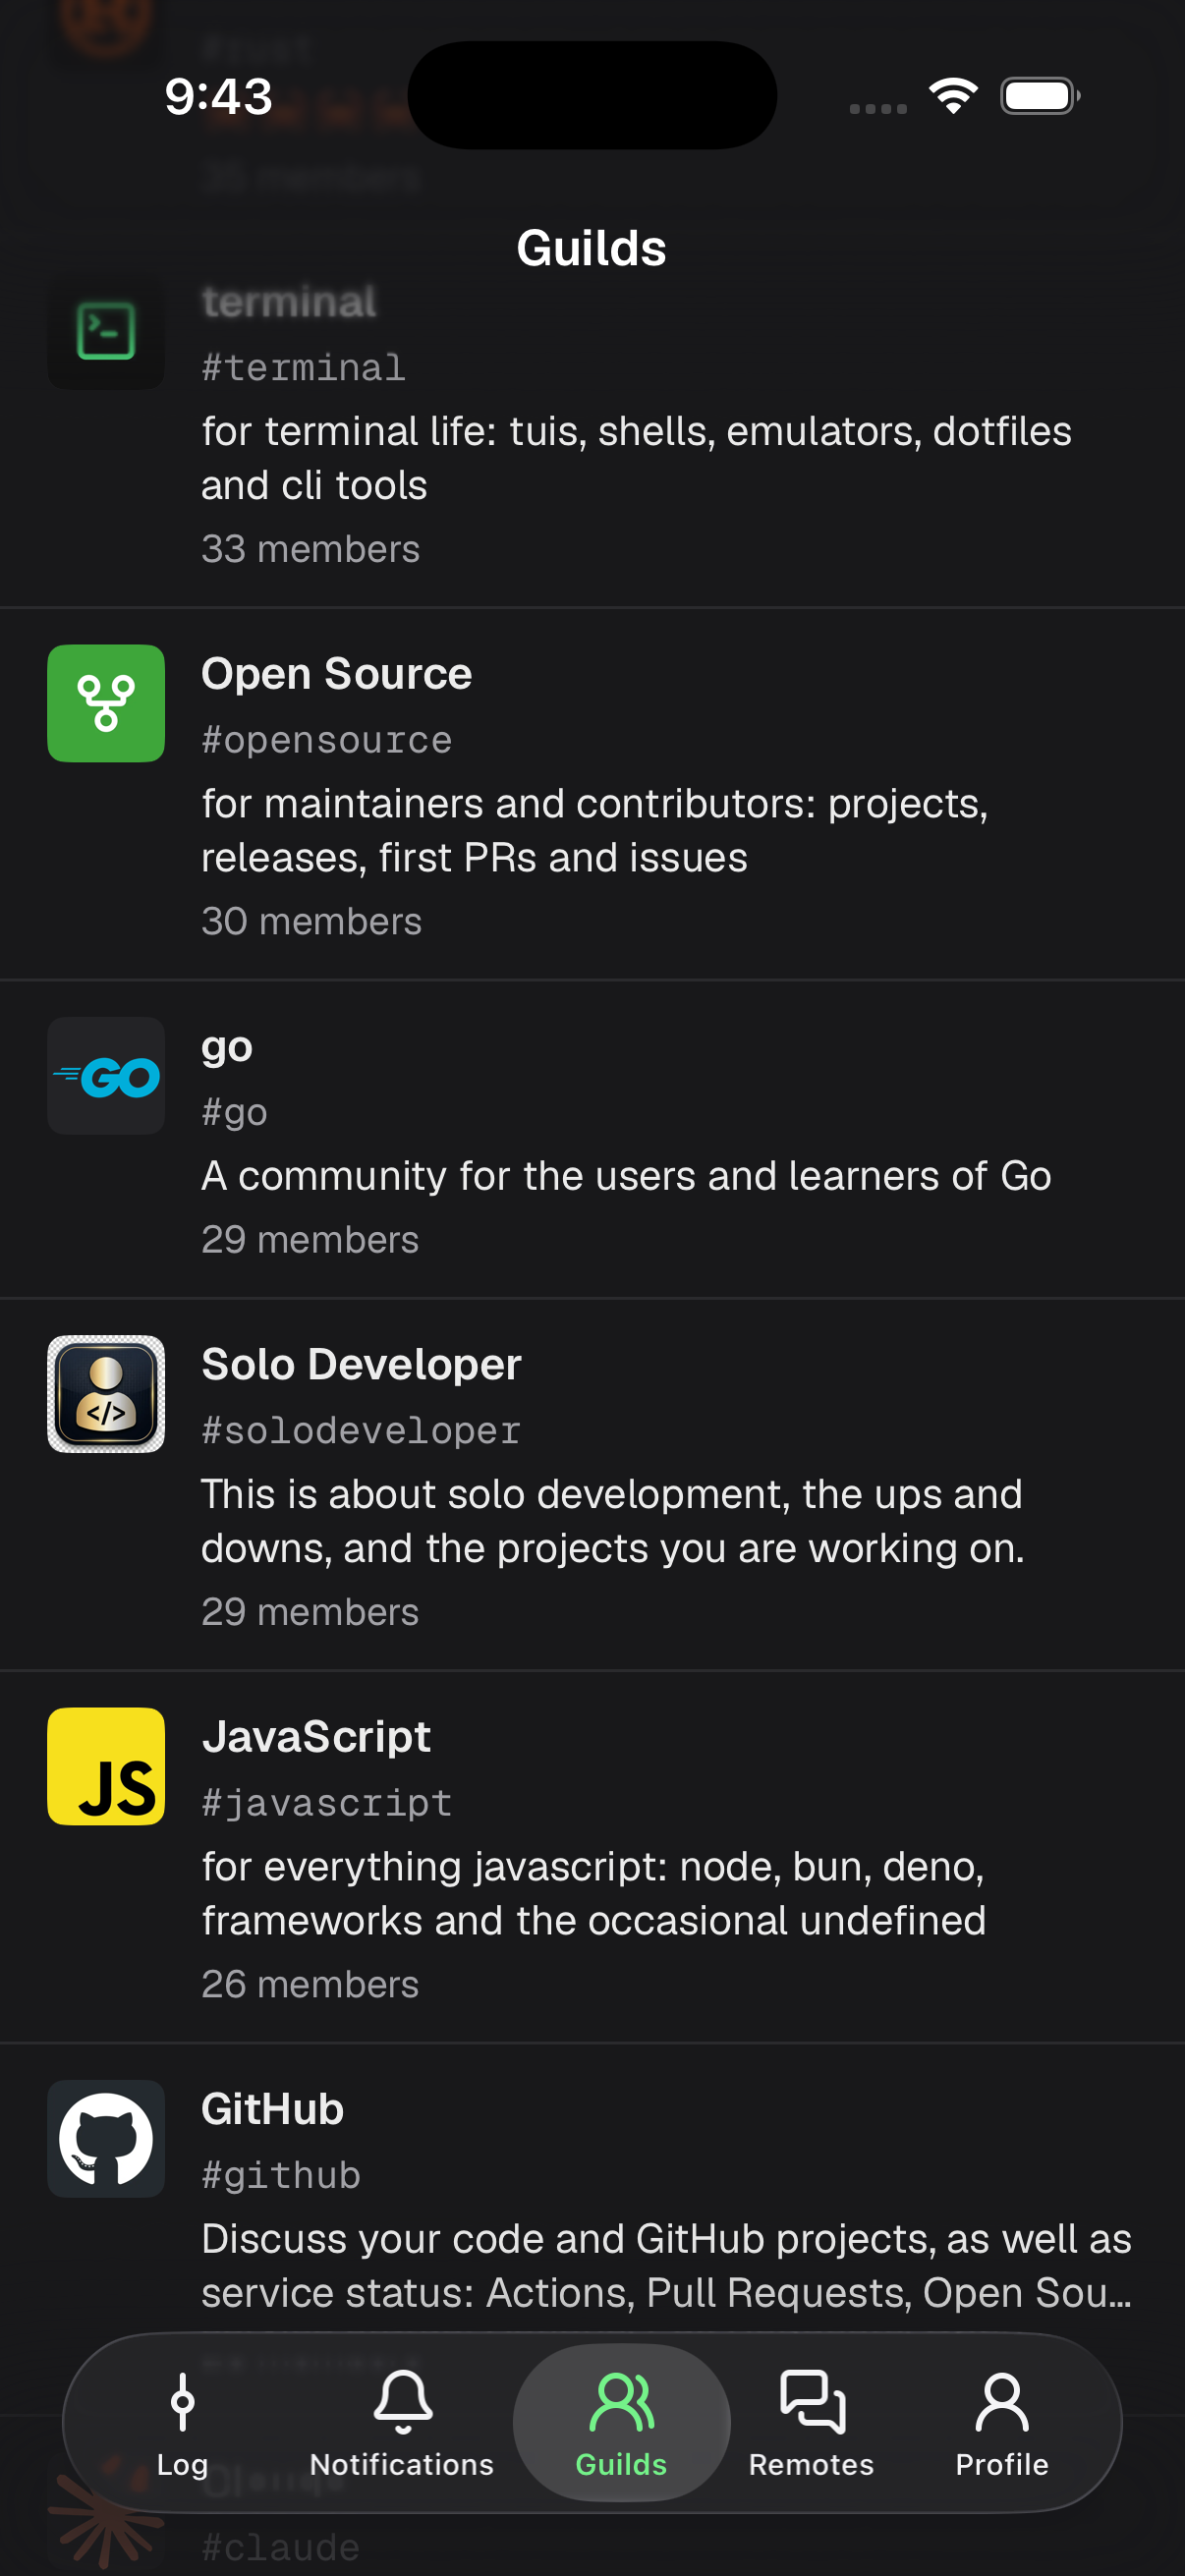 #rust
9:43
35 members
Guilds
terminal
#terminal
for terminal life: tuis, shells, emulators, dotfiles
and cli tools
33 members
Open Source
#opensource
for maintainers and contributors: projects,
releases, first PRs and issues
30 members
GO
go
#go
A community for the users and learners of Go
29 members
</>
Solo Developer
#solodeveloper
This is about solo development, the ups and
downs, and the projects you are working on.
29 members
JS
JavaScript
#javascript
for everything javascript: node, bun, deno,
frameworks and the occasional undefined
26 members
GitHub
#github
Discuss your code and GitHub projects, as well as
service status: Actions, Pull Requests, Open Sou...
Log
Notifications
Guilds
Remotes
Profile
#claude